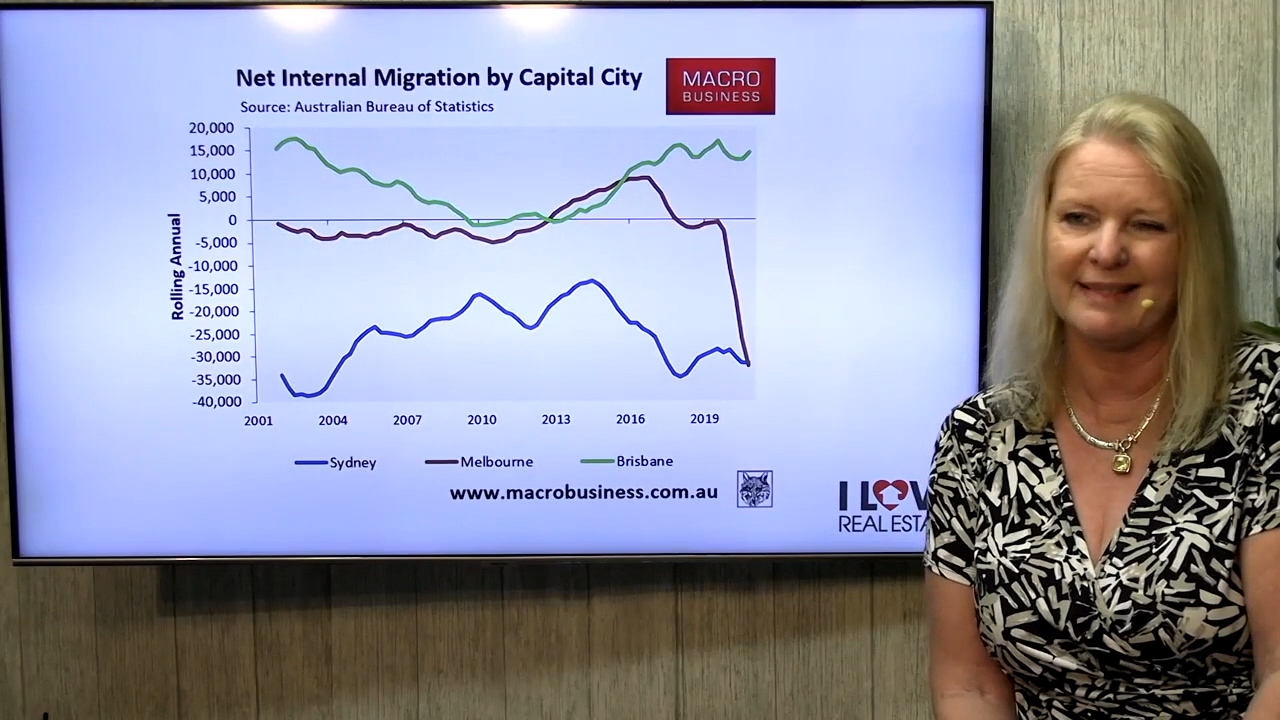 Net Internal Migration by Capital City
MACRO
BUSINESS
Source: Australian Bureau of Statistics
Rolling Annual
20,000
15,000
10,000
5,000
0
-5,000
-10,000
-15,000
-20,000
-25,000
-30,000
-35,000
-40,000
2001 2004 2007 2010 2013 2016 2019
Sydney Melbourne Brisbane
www.macrobusiness.com.au
I LOV
REAL ESTA